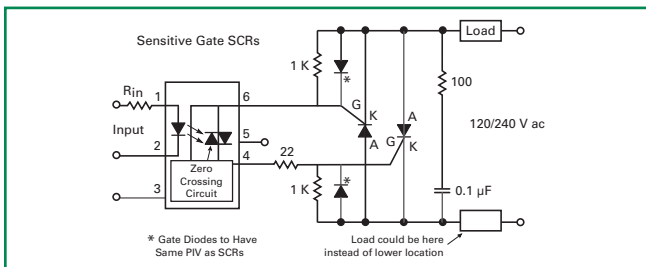 Sensitive Gate SCRs
Load
1 K
*
100
Rin
1
6
G
K
A
120/240 V ac
Input
5
A
G
K
2
4
22
Zero
Crossing
Circuit
3
1 K
*
0.1 µF
* Gate Diodes to Have
Same PIV as SCRs
Load could be here
instead of lower location